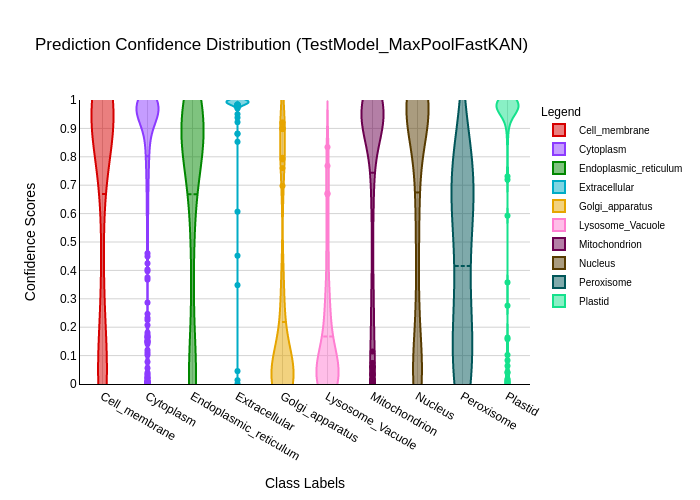 Prediction Confidence Distribution (TestModel_MaxPoolFastKAN)
Legend
Cell_membrane
Cytoplasm
Endoplasmic_reticulum
Extracellular
Golgi_apparatus
Lysosome_Vacuole
Mitochondrion
Nucleus
Peroxisome
Plastid
Confidence Scores
1
0.9
0.8
0.7
0.6
0.5
0.4
0.3
0.2
0.1
0
Cell_membrane
Cytoplasm
Endoplasmic_reticulum
Extracellular
Golgi_apparatus
Lysosome_Vacuole
Mitochondrion
Nucleus
Peroxisome
Plastid
Class Labels